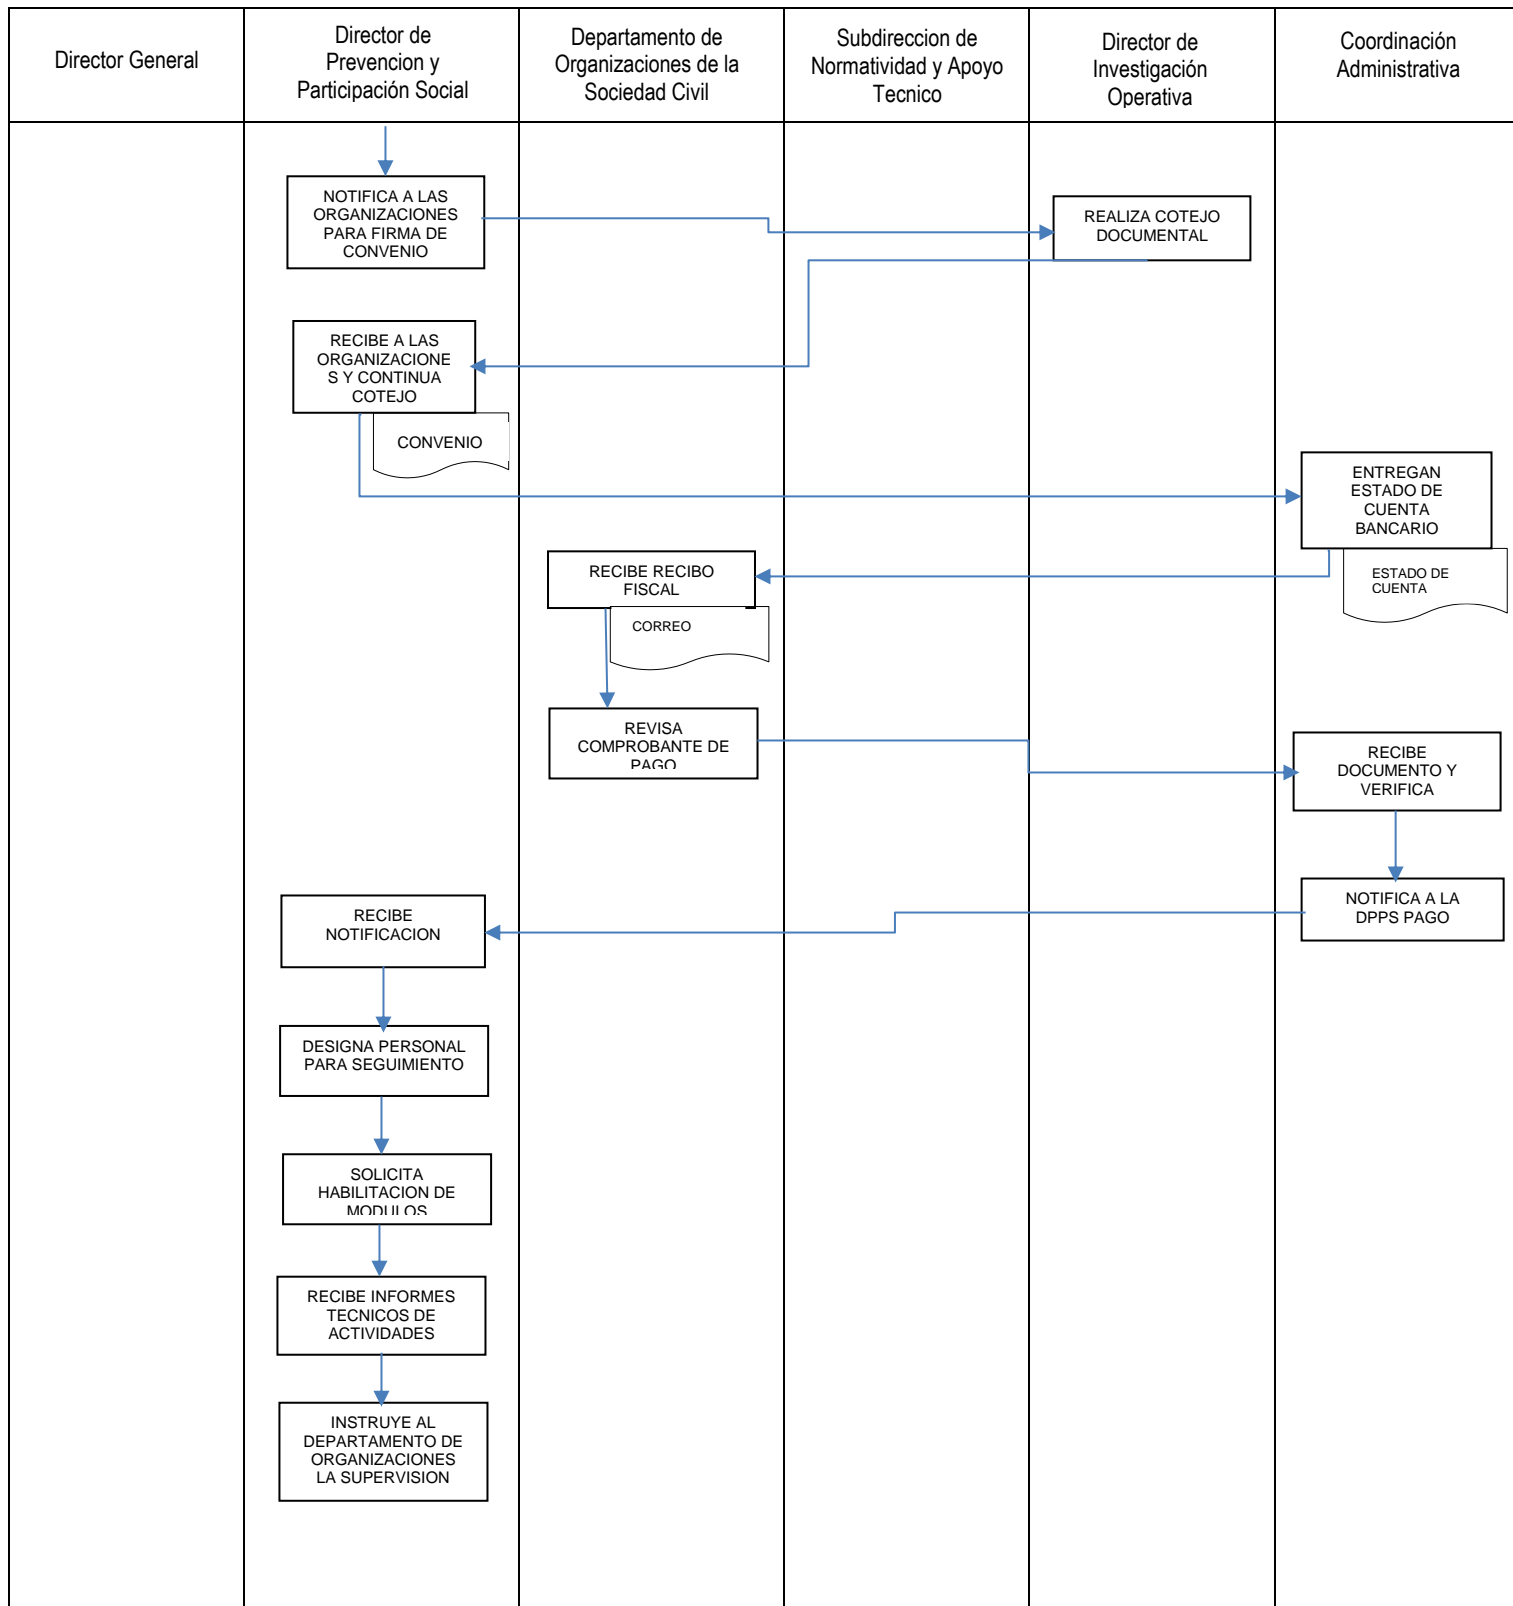 Director General
Director de
Prevencion y
Participación Social
Departamento de
Organizaciones de la
Sociedad Civil
Subdireccion de
Normatividad y Apoyo
Tecnico
Director de
Investigació
Operativa
Coordinación
Administrativa
NOTIFICA A LAS
ORGANIZACIONES
PARA FIRMA DE
CONVENIO
REALIZA COTEJO
DOCUMENTAL
RECIBE A LAS
ORGANIZACIONE
S Y CONTINUA
COTEJO
CONVENIO
ENTREGAN
ESTADO DE
CUENTA
BANCARIO
ESTADO DE
CUENTA
RECIBE RECIBO
FISCAL
CORREO
REVISA
COMPROBANTE DE
PAGO
RECIBE
DOCUMENTO Y
VERIFICA
NOTIFICA A LA
DPPS PAGO
RECIBE
NOTIFICACION
DESIGNA PERSONAL
PARA SEGUIMIENTO
SOLICITA
HABILITACION DE
MODULOS
RECIBE INFORMES
TECNICOS DE
ACTIVIDADES
INSTRUYE AL
DEPARTAMENTO DE
ORGANIZACIONES
LA SUPERVISION